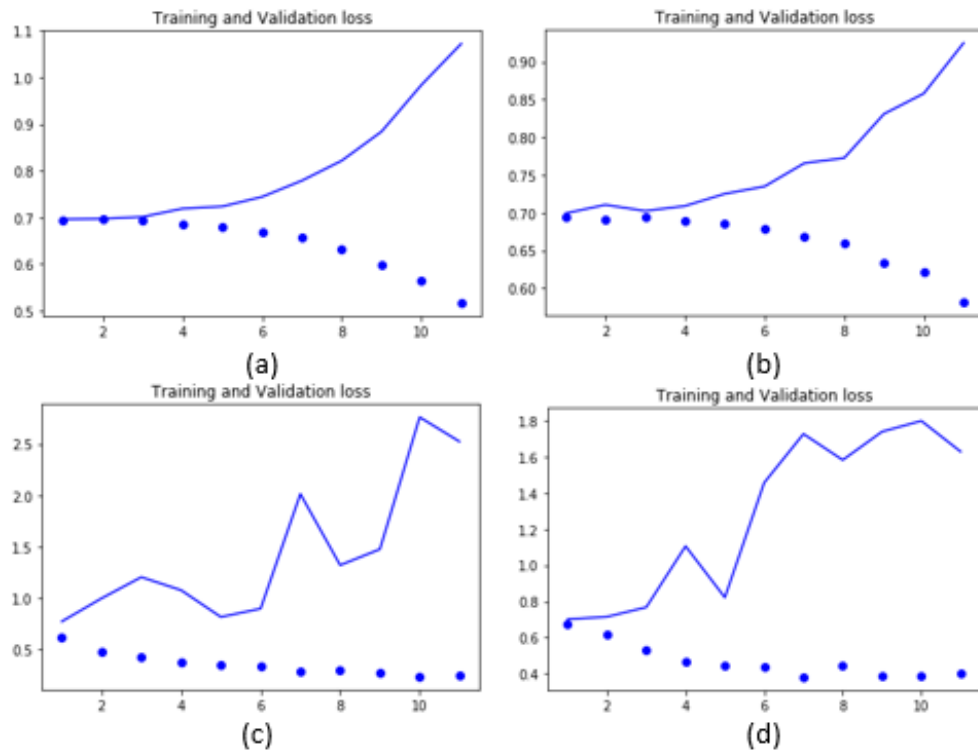 Training and Validation loss
1.1
1.0
0.9
0.8
0.7
0.6
0.5
2 4 6 8 10
(a)
Training and Validation loss
0.90
0.85
0.80
0.75
0.70
0.65
0.60
2 4 6 8 10
(b)
Training and Validation loss
2.5
2.0
1.5
1.0
0.5
2 4 6 8 10
(c)
Training and Validation loss
1.8
1.6
1.4
1.2
1.0
0.8
0.6
0.4
2 4 6 8 10
(d)